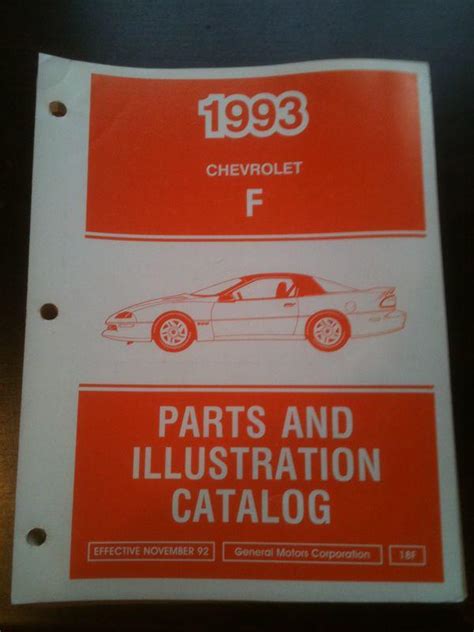 1993
CHEVROLET
F
PARTS AND
ILLUSTRATION
CATALOG
EFFECTIVE NOVEMBER 92 General Motors Corporation 18F